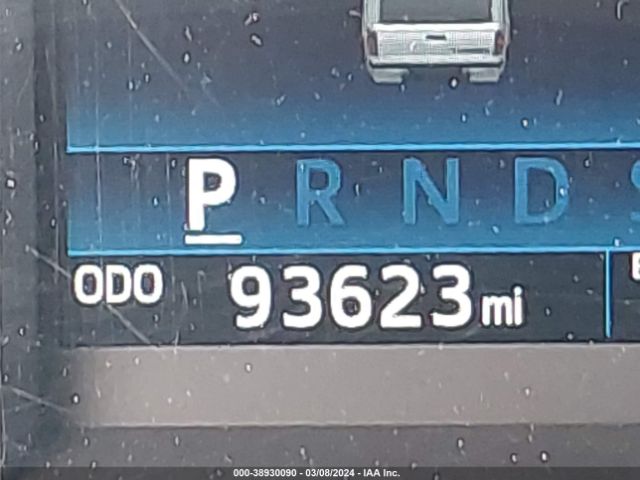 P R N D
ODO 93623 mi
000-38930090 - 03/08/2024 - IAA Inc.